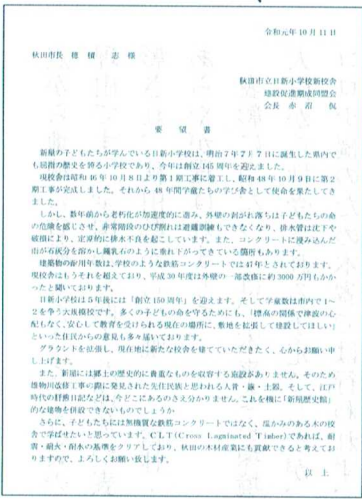 令和元年10月11日
秋田市長 穂積 志 様
秋田市立日新小学校新校舎
建設促進期成同盟会
会長 赤沼 侃
要望書
新屋の子どもたちが学んでいる日新小学校は、明治7年7月7日に誕生した県内で
も屈指の歴史を誇る小学校であり、今年は創立145周年を迎えました。
現校舎は昭和46年10月8日より第1期工事に着工し、昭和48年10月9日に第2
期工事が完成しました。それから48年間学童たちの学び舎として使命を果たしてき
ました。
しかし、数年前から老朽化が加速度的に進み、外壁の剥がれ落ちは子どもたちの命
の危険を感じさせ、非常階段のひび割れは避難訓練もできなくなり、排水管は沈下や
破損により、定期的に排水不良を起こしています。また、コンクリートに浸み込んだ
雨が石灰分を溶かし鍾乳石のように垂れ下がってきている箇所もあります。
建築物の耐用年数は、学校のような鉄筋コンクリートでは47年とされております。
現校舎はもうそれを超えており、平成30年度は外壁の一部改修に約3000万円もかか
ったと聞いております。
日新小学校は5年後には「創立150周年」を迎えます。そして学童数は市内で1~
2を争う大規模校です。多くの子どもの命を守るためにも、「標高の関係で津波の心
配もなく、安心して教育を受けられる現在の場所に、敷地を拡張して建設してほしい」
といった住民からの意見も多々届いております。
グラウンドを拡張し、現在地に新たな校舎を建てていただきたく、心からお願い申
し上げます。
また、新屋には郷土の歴史的に貴重なものを収容する施設がありません。そのため
雄物川改修工事の際に発見された先住民族と思われる人骨・鏃・土器、そして、江戸
時代の肝煎日記などは、今どこにあるのさえ分かりません。これを機に「新屋歴史館」
的な建物を併設できないものでしょうか
さらに、子どもたちには無機質な鉄筋コンクリートではなく、温かみのある木の校
舎で学ばせたいと思っています。CLT(Cross Lagminated Timber)であれば、耐
震・耐火・耐水の基準をクリアしており、秋田の木材産業にも貢献できると考えてお
りますので、よろしくお願い致します。
以上